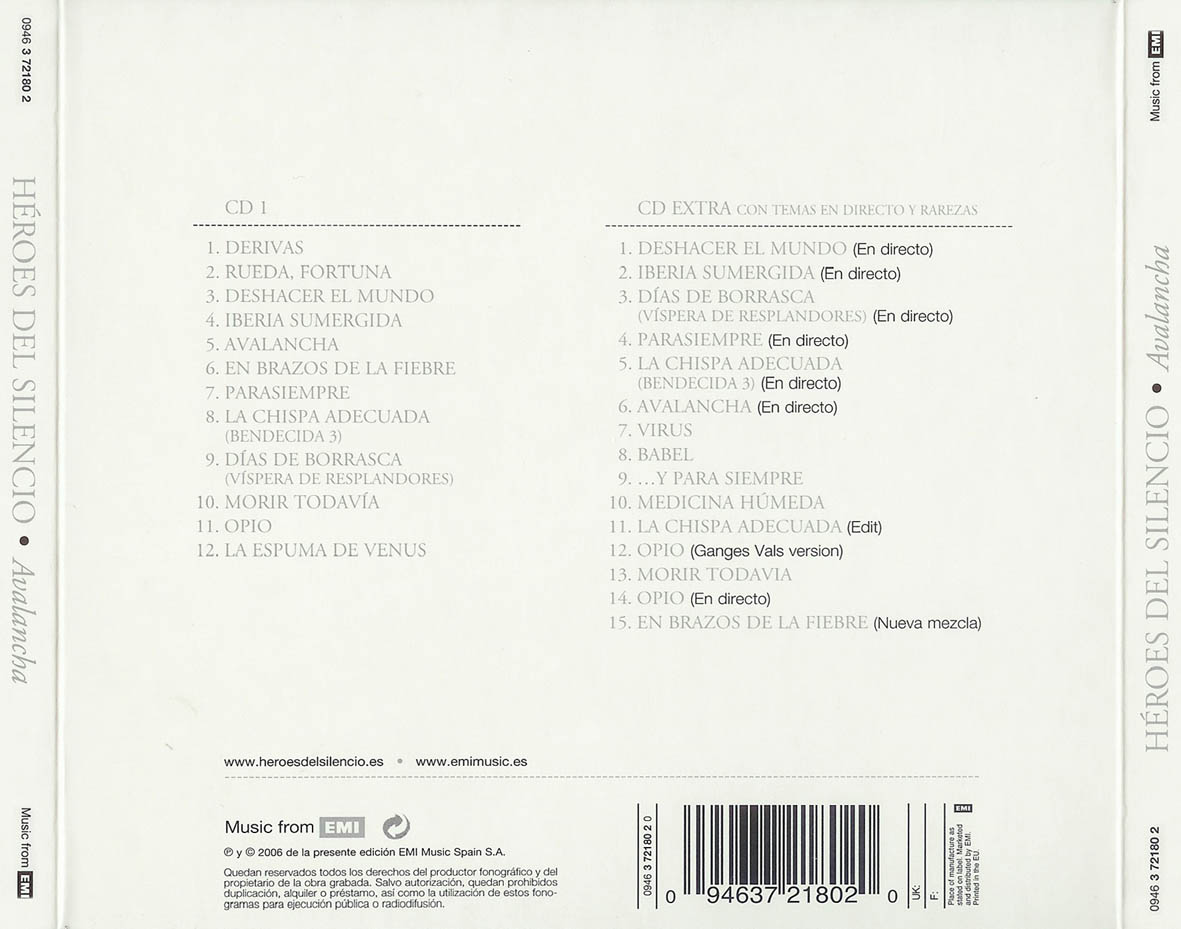 0946 3 72180 2
HÉROES DEL SILENCIO • Avalancha
Music from EMI
CD 1
1. DERIVAS
2. RUEDA, FORTUNA
3. DESHACER EL MUNDO
4. IBERIA SUMERGIDA
5. AVALANCHA
6. EN BRAZOS DE LA FIEBRE
7. PARASIEMPRE
8. LA CHISPA ADECUADA
(BENDECIDA 3)
9. DÍAS DE BORRASCA
(VÍSPERA DE RESPLANDORES)
10. MORIR TODAVÍA
11. OPIO
12. LA ESPUMA DE VENUS
CD EXTRA CON TEMAS EN DIRECTO Y RAREZAS
1. DESHACER EL MUNDO (En directo)
2. IBERIA SUMERGIDA (En directo)
3. DÍAS DE BORRASCA
(VÍSPERA DE RESPLANDORES) (En directo)
4. PARASIEMPRE (En directo)
5. LA CHISPA ADECUADA
(BENDECIDA 3) (En directo)
6. AVALANCHA (En directo)
7. VIRUS
8. BABEL
9. ...Y PARA SIEMPRE
10. MEDICINA HÚMEDA
11. LA CHISPA ADECUADA (Edit)
12. OPIO (Ganges Vals version)
13. MORIR TODAVIA
14. OPIO (En directo)
15. EN BRAZOS DE LA FIEBRE (Nueva mezcla)
www.heroesdelsilencio.es • www.emimusic.es
Music from EMI
℗ y © 2006 de la presente edición EMI Music Spain S.A.
Quedan reservados todos los derechos del productor fonográfico y del
propietario de la obra grabada. Salvo autorización, quedan prohibidos
duplicación, alquiler o préstamo, así como la utilización de estos fono-
gramas para ejecución pública o radiodifusión.
0946 3 72180 2 0
0 94637 21802 0
UK:
F:
EMI
Place of manufacture as
stated on label. Marketed
and distributed by EMI.
Printed in the EU.
Music from EMI
HÉROES DEL SILENCIO • Avalancha
0946 3 72180 2